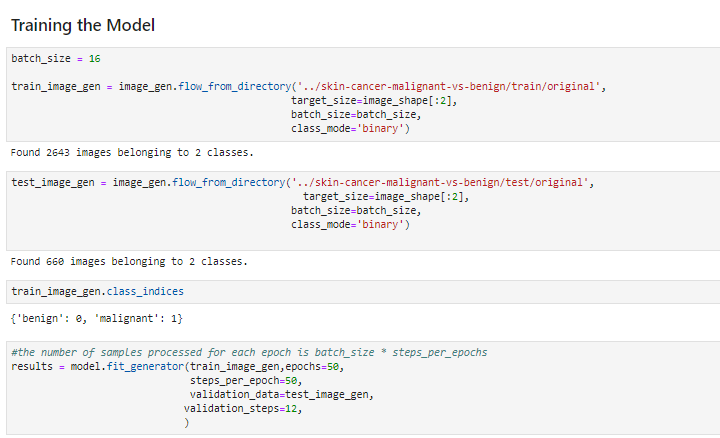 Training the Model
batch_size = 16
train_image_gen = image_gen.flow_from_directory('../skin-cancer-malignant-vs-benign/train/original',
target_size=image_shape[:2],
batch_size=batch_size,
class_mode='binary')
Found 2643 images belonging to 2 classes.
test_image_gen = image_gen.flow_from_directory('../skin-cancer-malignant-vs-benign/test/original',
target_size=image_shape[:2],
batch_size=batch_size,
class_mode='binary')
Found 660 images belonging to 2 classes.
train_image_gen.class_indices
{'benign': 0, 'malignant': 1}
#the number of samples processed for each epoch is batch_size * steps_per_epochs
results = model.fit_generator(train_image_gen,epochs=50,
steps_per_epoch=50,
validation_data=test_image_gen,
validation_steps=12,
)